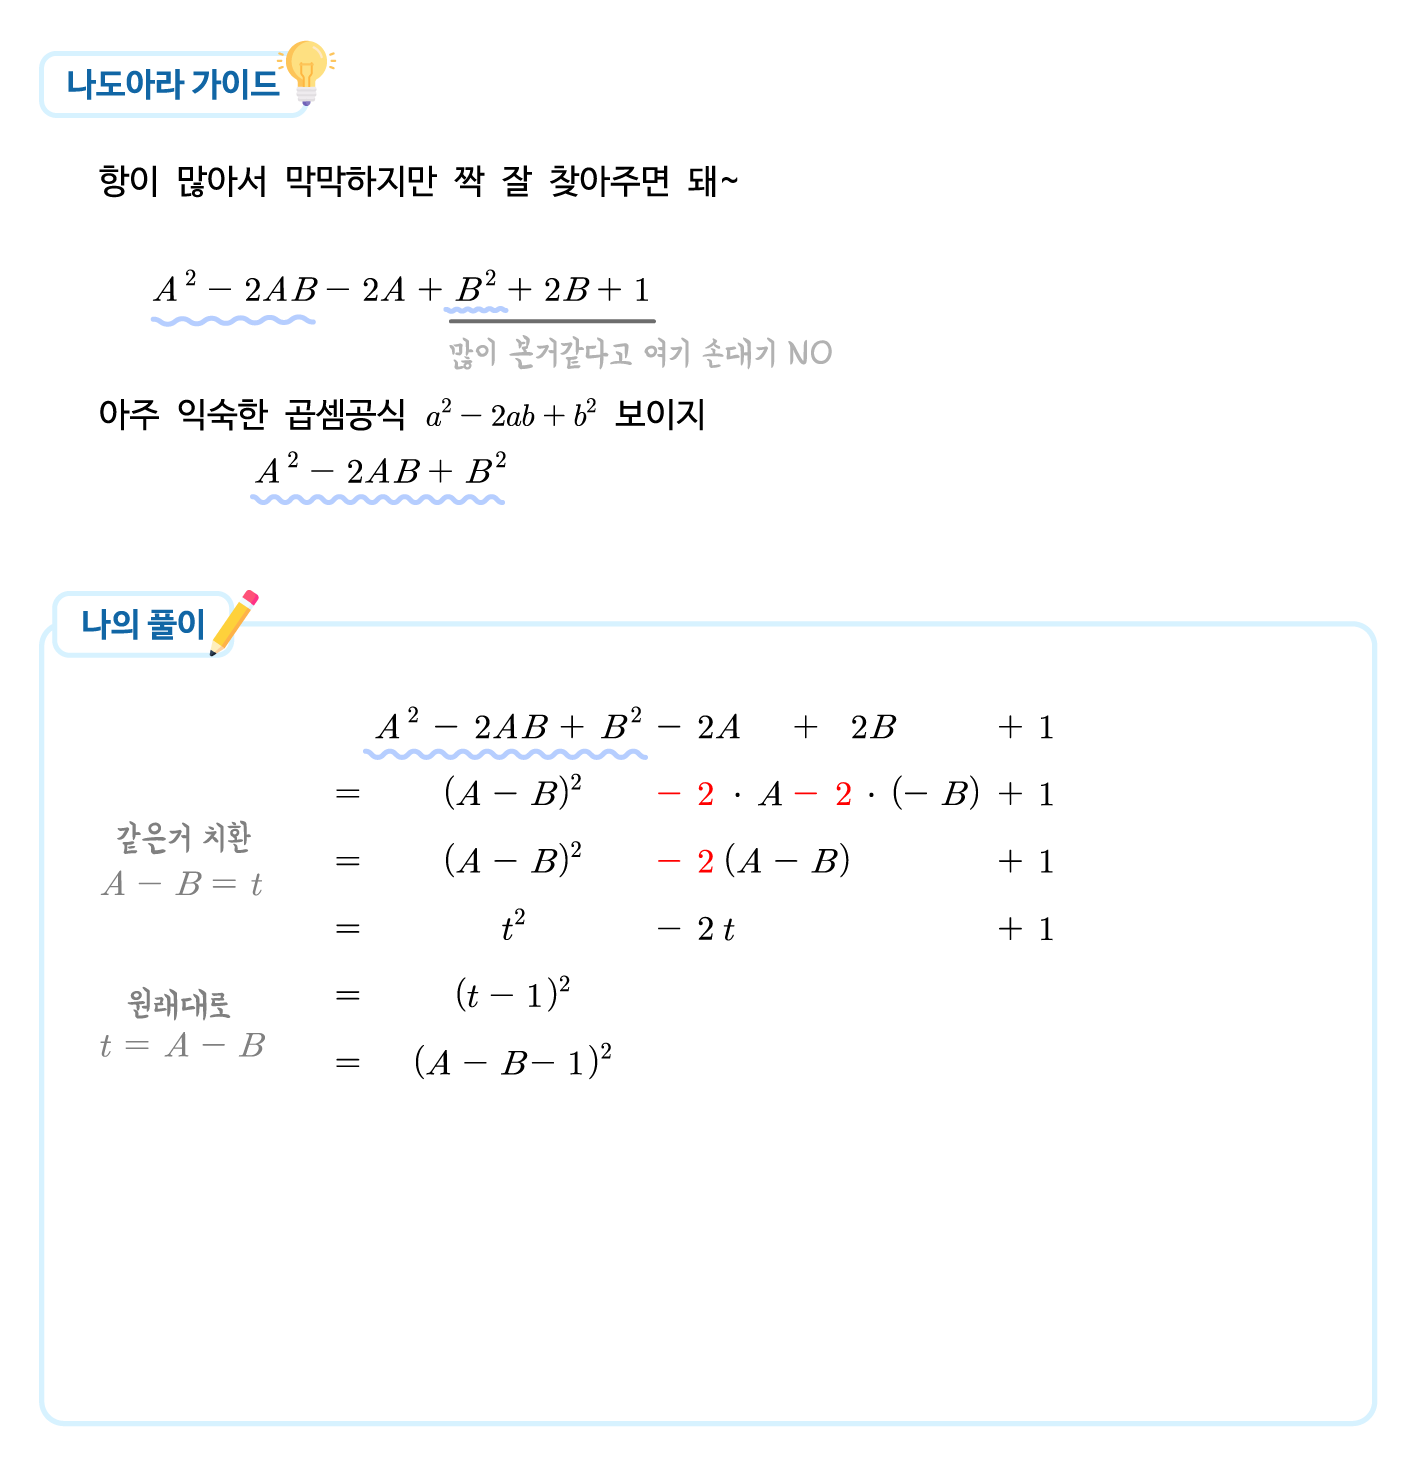 나도아라 가이드
항이 많아서 막막하지만 짝 잘 찾아주면 돼~
A² − 2AB − 2A + B² + 2B + 1
많이 본거같다고 여기 손대기 NO
아주 익숙한 곱셈공식 a² − 2ab + b² 보이지
A² − 2AB + B²
나의 풀이
A² − 2AB + B² − 2A + 2B + 1
= (A − B)² − 2 · A − 2 · (− B) + 1
같은거 치환
= (A − B)² − 2 (A − B) + 1
A − B = t
= t² − 2 t + 1
= (t − 1)²
원래대로
t = A − B
= (A − B − 1)²